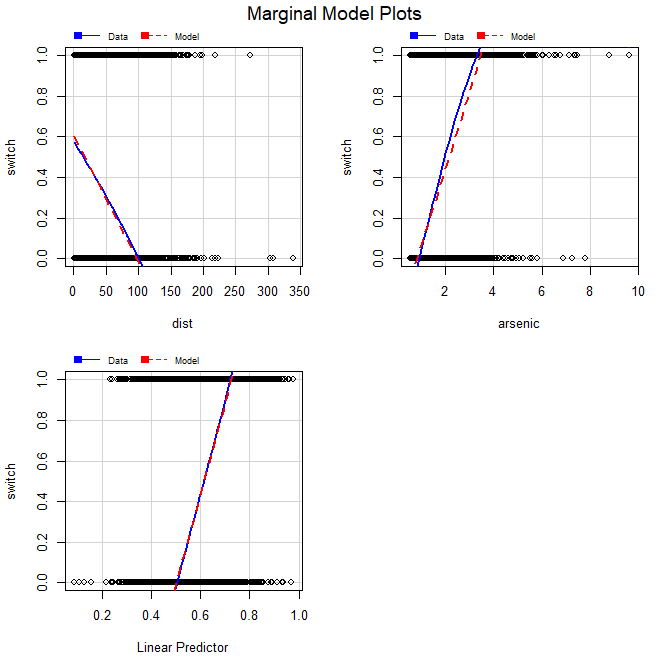 Marginal Model Plots
Data Model
switch
0.0 0.2 0.4 0.6 0.8 1.0
0 50 100 150 200 250 300 350
dist
Data Model
switch
0.0 0.2 0.4 0.6 0.8 1.0
2 4 6 8 10
arsenic
Data Model
switch
0.0 0.2 0.4 0.6 0.8 1.0
0.2 0.4 0.6 0.8 1.0
Linear Predictor